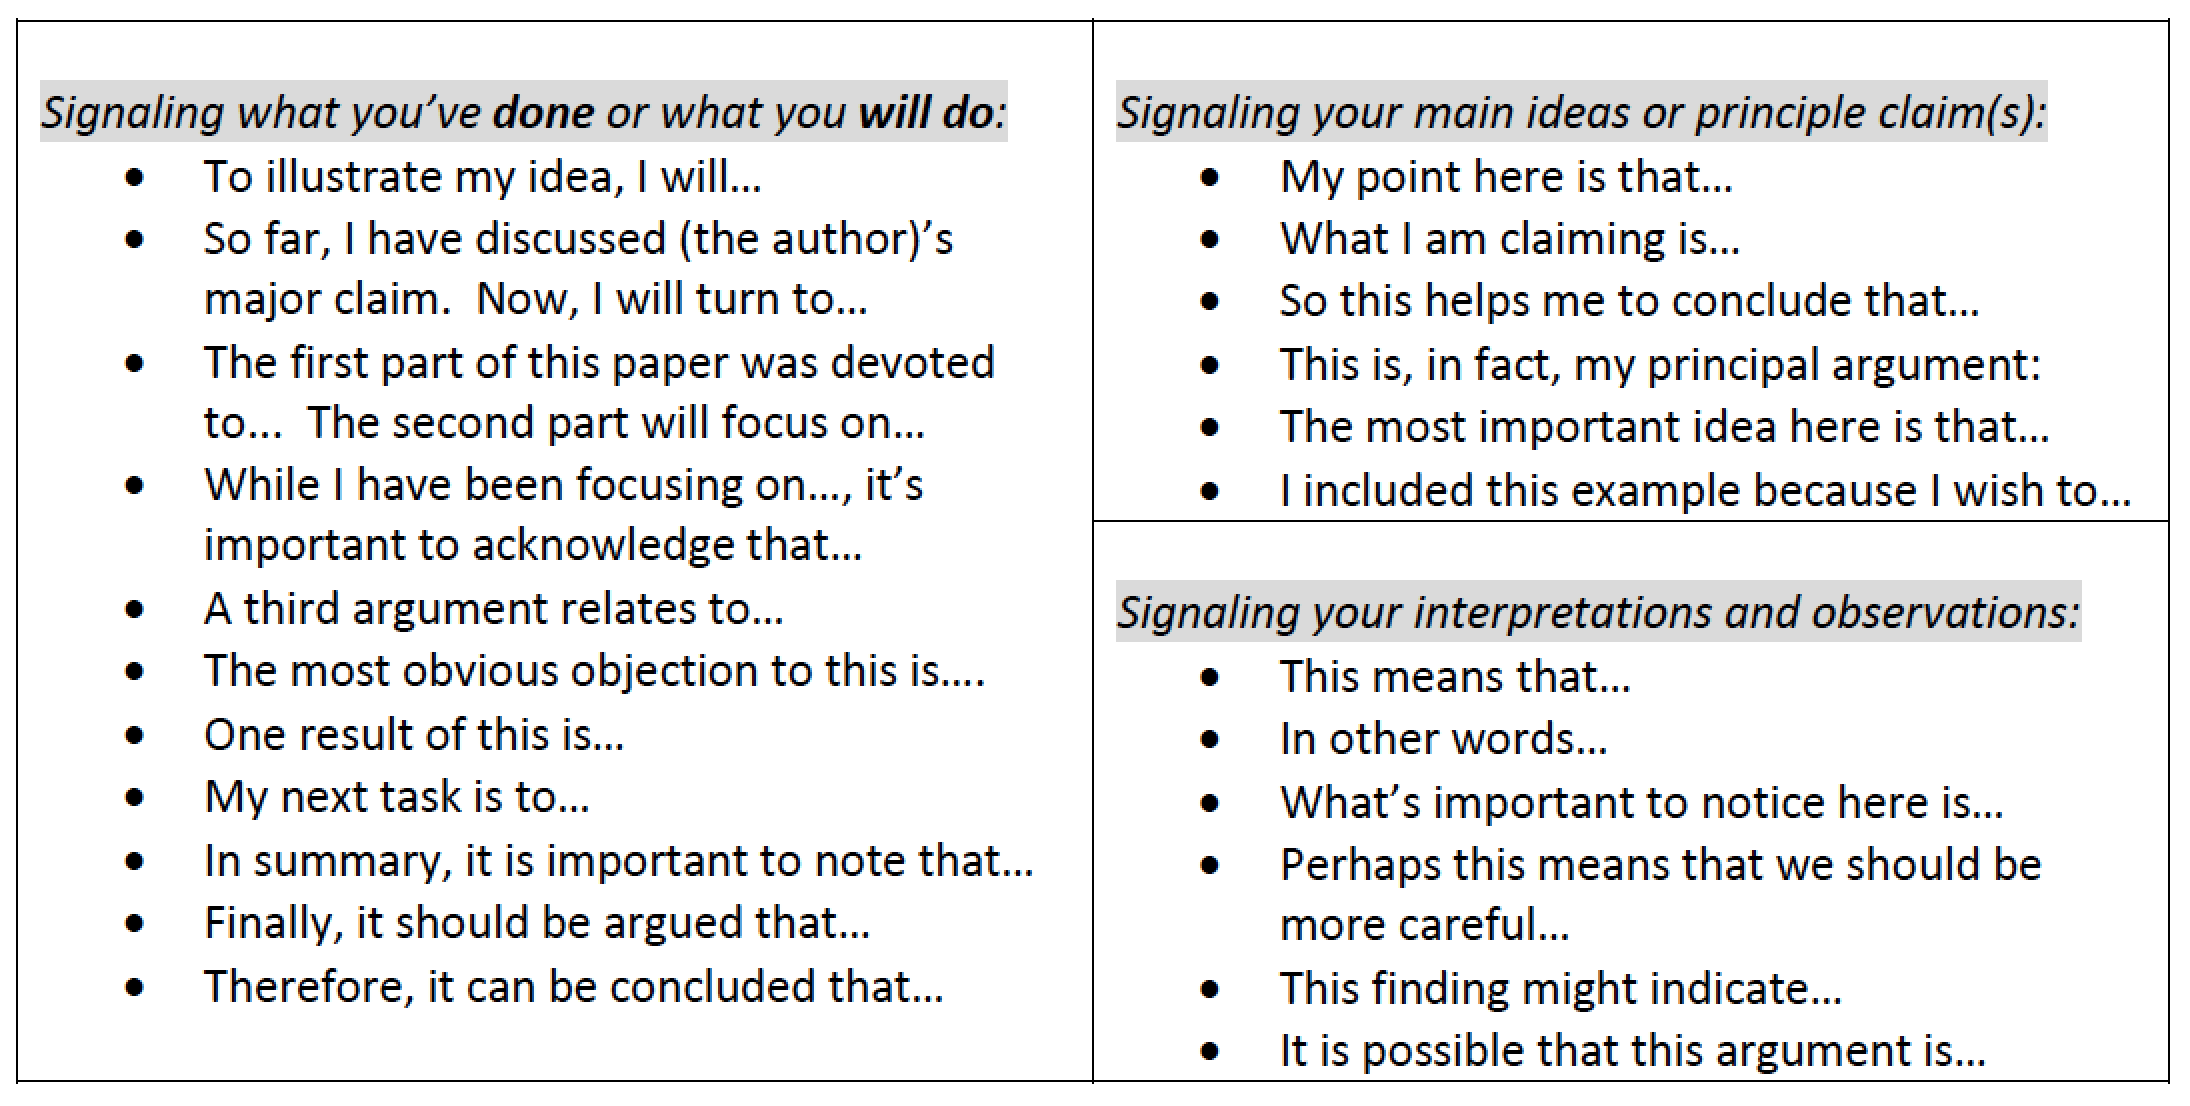 Signaling what you’ve done or what you will do:
• To illustrate my idea, I will…
• So far, I have discussed (the author)’s
major claim.  Now, I will turn to…
• The first part of this paper was devoted
to…  The second part will focus on…
• While I have been focusing on…, it’s
important to acknowledge that…
• A third argument relates to…
• The most obvious objection to this is….
• One result of this is…
• My next task is to…
• In summary, it is important to note that…
• Finally, it should be argued that…
• Therefore, it can be concluded that…
Signaling your main ideas or principle claim(s):
• My point here is that…
• What I am claiming is…
• So this helps me to conclude that…
• This is, in fact, my principal argument:
• The most important idea here is that…
• I included this example because I wish to…
Signaling your interpretations and observations:
• This means that…
• In other words…
• What’s important to notice here is…
• Perhaps this means that we should be
more careful…
• This finding might indicate…
• It is possible that this argument is…